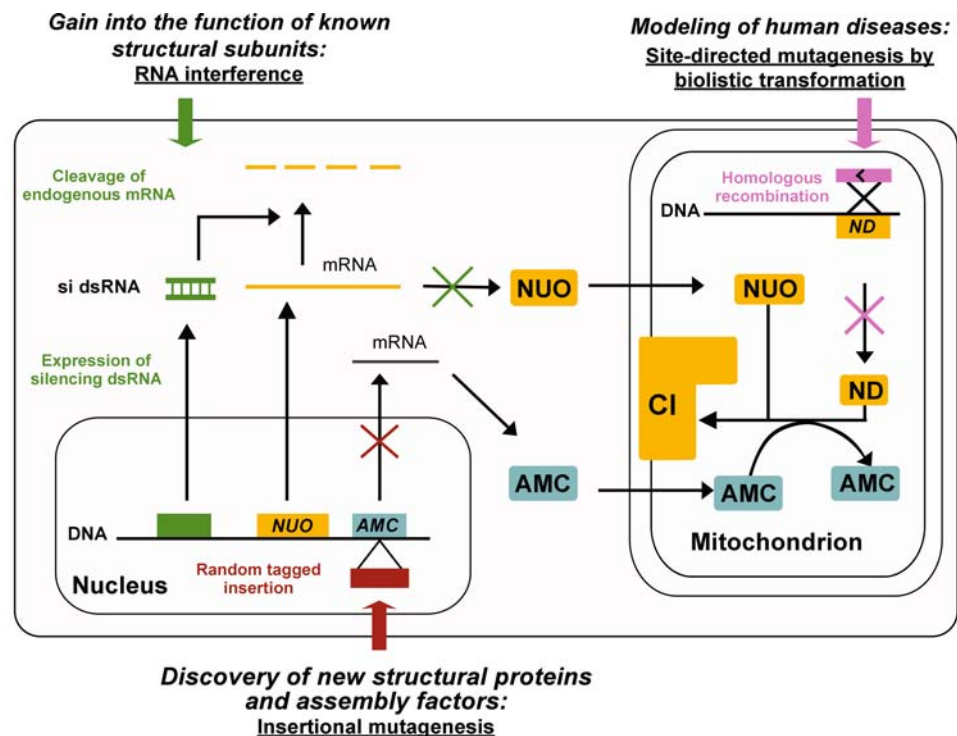 Gain into the function of known
structural subunits:
RNA interference
Modeling of human diseases:
Site-directed mutagenesis by
biolistic transformation
Cleavage of
endogenous mRNA
Homologous
recombination
DNA
ND
si dsRNA
mRNA
NUO
NUO
Expression of
silencing dsRNA
mRNA
CI
ND
AMC
AMC
AMC
DNA
NUO
AMC
Nucleus
Random tagged
insertion
Mitochondrion
Discovery of new structural proteins
and assembly factors:
Insertional mutagenesis